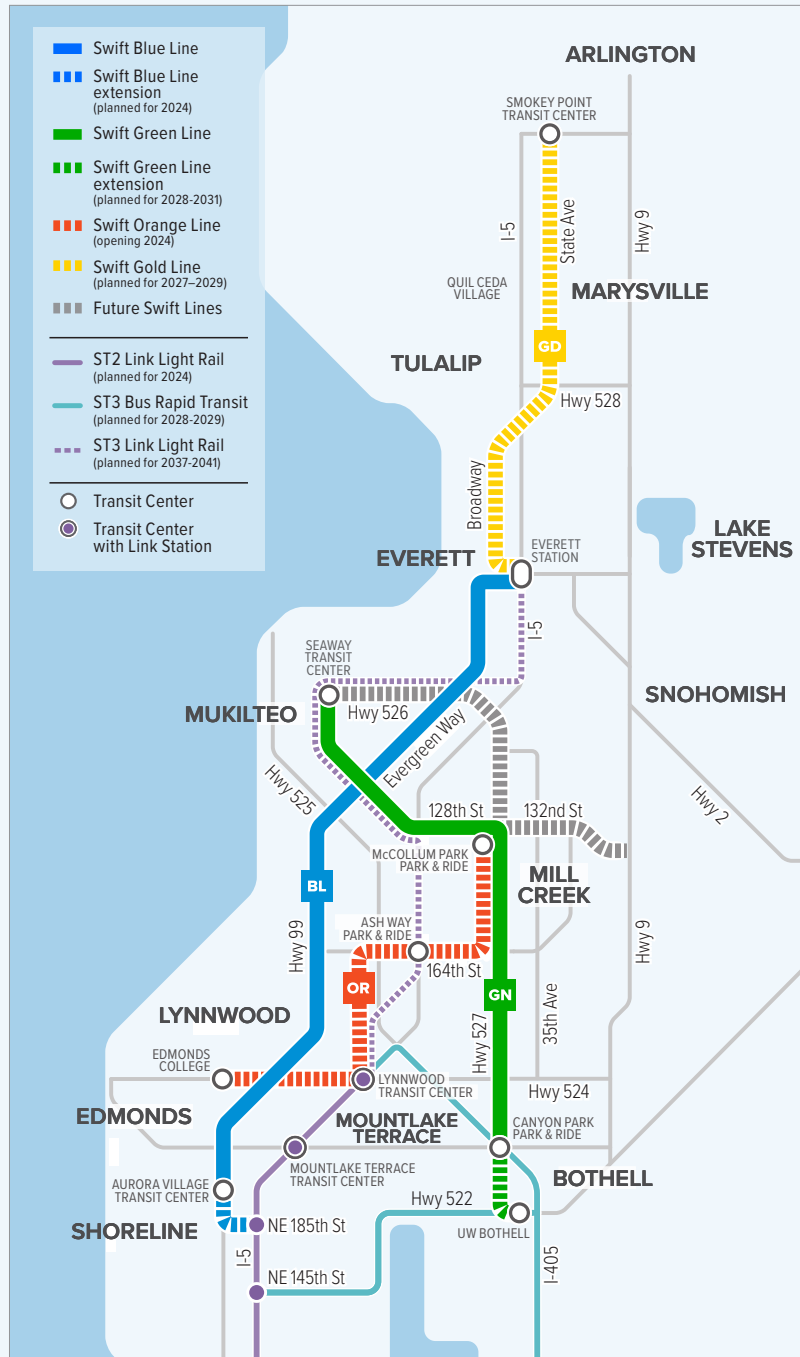 Swift Blue Line
Swift Blue Line
extension
(planned for 2024)
Swift Green Line
Swift Green Line
extension
(planned for 2028-2031)
Swift Orange Line
(opening 2024)
Swift Gold Line
(planned for 2027–2029)
Future Swift Lines
ST2 Link Light Rail
(planned for 2024)
ST3 Bus Rapid Transit
(planned for 2028-2029)
ST3 Link Light Rail
(planned for 2037-2041)
Transit Center
Transit Center
with Link Station
ARLINGTON
SMOKEY POINT
TRANSIT CENTER
I-5
State Ave
Hwy 9
QUIL CEDA
VILLAGE
MARYSVILLE
GD
TULALIP
Hwy 528
Broadway
EVERETT
EVERETT
STATION
LAKE
STEVENS
I-5
SEAWAY
TRANSIT
CENTER
SNOHOMISH
MUKILTEO
Hwy 526
Evergreen Way
Hwy 525
128th St
132nd St
Hwy 2
McCOLLUM PARK
PARK & RIDE
MILL
CREEK
BL
ASH WAY
PARK & RIDE
Hwy 99
164th St
Hwy 9
OR
GN
LYNNWOOD
35th Ave
Hwy 527
EDMONDS
COLLEGE
LYNNWOOD
TRANSIT CENTER
Hwy 524
EDMONDS
MOUNTLAKE
TERRACE
CANYON PARK
PARK & RIDE
MOUNTLAKE TERRACE
TRANSIT CENTER
BOTHELL
AURORA VILLAGE
TRANSIT CENTER
Hwy 522
SHORELINE
NE 185th St
UW BOTHELL
I-5
I-405
NE 145th St